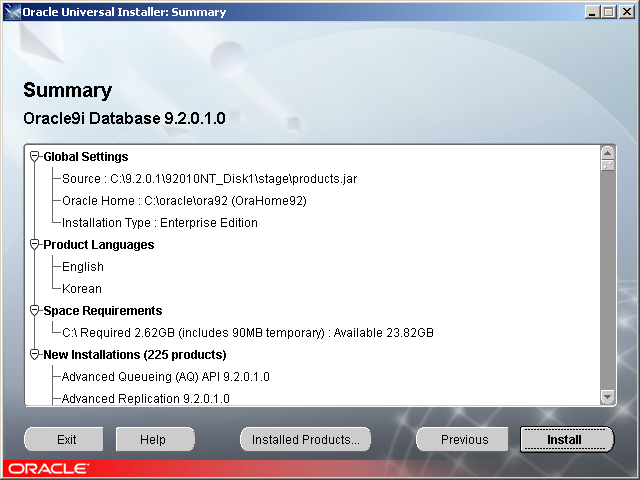 Oracle Universal Installer: Summary
Summary
Oracle9i Database 9.2.0.1.0
Global Settings
Source : C:\9.2.0.1\92010NT_Disk1\stage\products.jar
Oracle Home : C:\oracle\ora92 (OraHome92)
Installation Type : Enterprise Edition
Product Languages
English
Korean
Space Requirements
C:\ Required 2.62GB (includes 90MB temporary) : Available 23.82GB
New Installations (225 products)
Advanced Queueing (AQ) API 9.2.0.1.0
Advanced Replication 9.2.0.1.0
Exit Help Installed Products... Previous Install
ORACLE